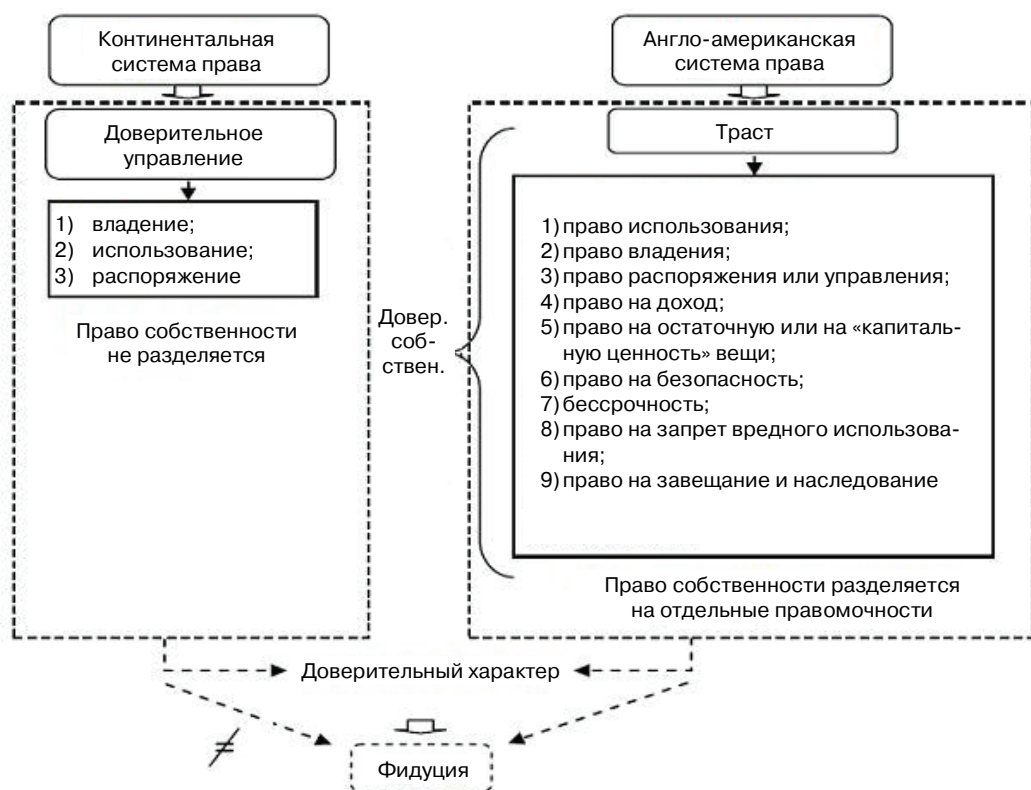 Континентальная
система права
Англо-американская
система права
Доверительное
управление
Траст
1) владение;
2) использование;
3) распоряжение
Право собственности
не разделяется
Довер.
соб-
ствен.
1) право использования;
2) право владения;
3) право распоряжения или управления;
4) право на доход;
5) право на остаточную или на «капиталь-
ную ценность» вещи;
6) право на безопасность;
7) бессрочность;
8) право на запрет вредного использова-
ния;
9) право на завещание и наследование
Право собственности разделяется
на отдельные правомочности
Доверительный характер
≠
Фидуция